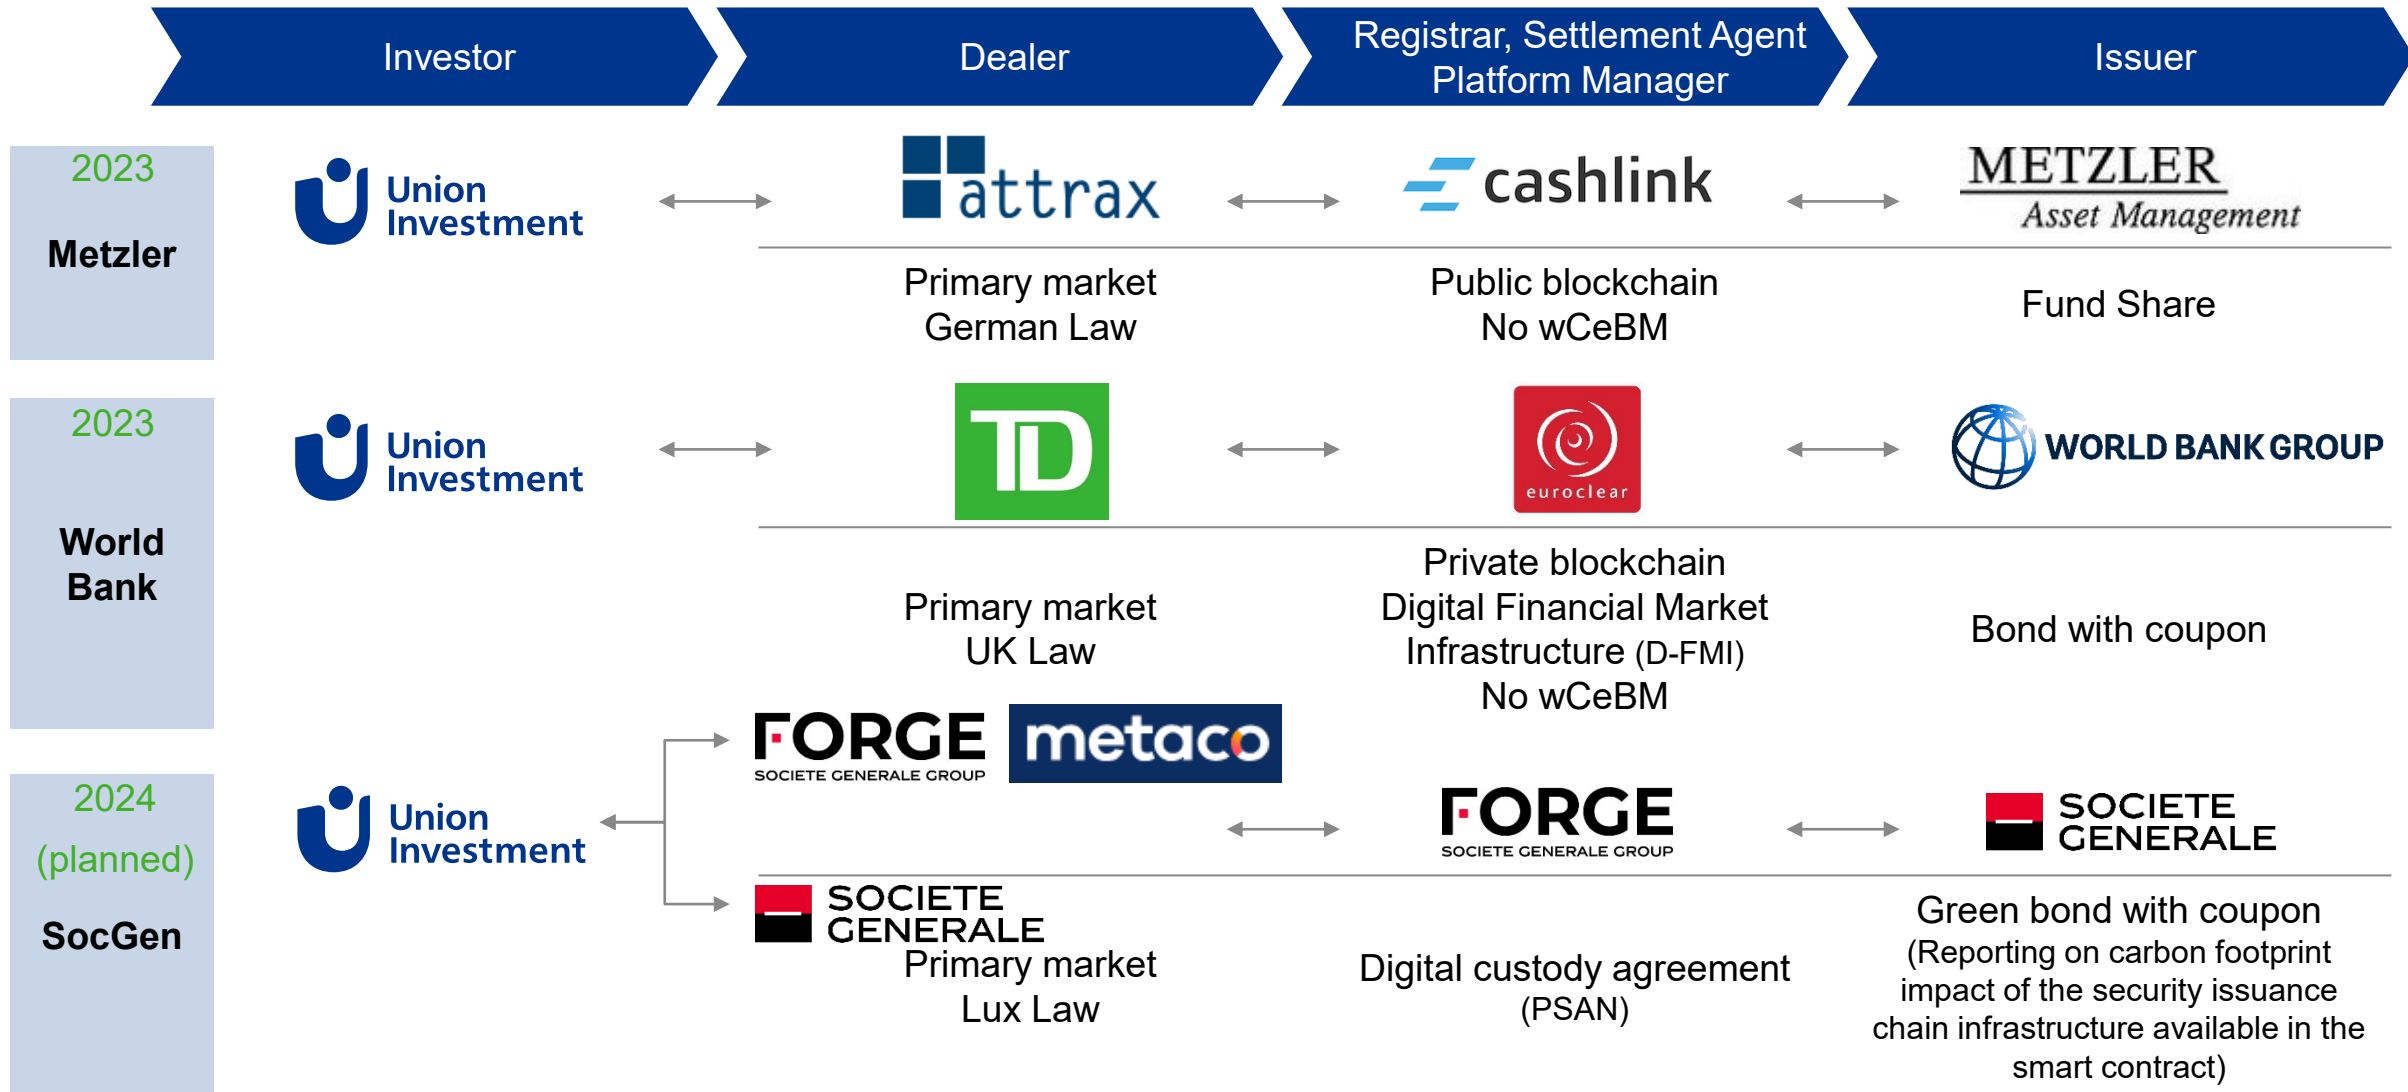 Investor
Dealer
Registrar, Settlement Agent
Platform Manager
Issuer
2023
Metzler
Union
Investment
attrax
cashlink
METZLER
Asset Management
Primary market
German Law
Public blockchain
No wCeBM
Fund Share
2023
World
Bank
Union
Investment
TD
euroclear
WORLD BANK GROUP
Primary market
UK Law
Private blockchain
Digital Financial Market
Infrastructure (D-FMI)
No wCeBM
Bond with coupon
2024
(planned)
SocGen
Union
Investment
FORGE
SOCIETE GENERALE GROUP
metaco
SOCIETE
GENERALE
Primary market
Lux Law
FORGE
SOCIETE GENERALE GROUP
Digital custody agreement
(PSAN)
SOCIETE
GENERALE
Green bond with coupon
(Reporting on carbon footprint
impact of the security issuance
chain infrastructure available in the
smart contract)